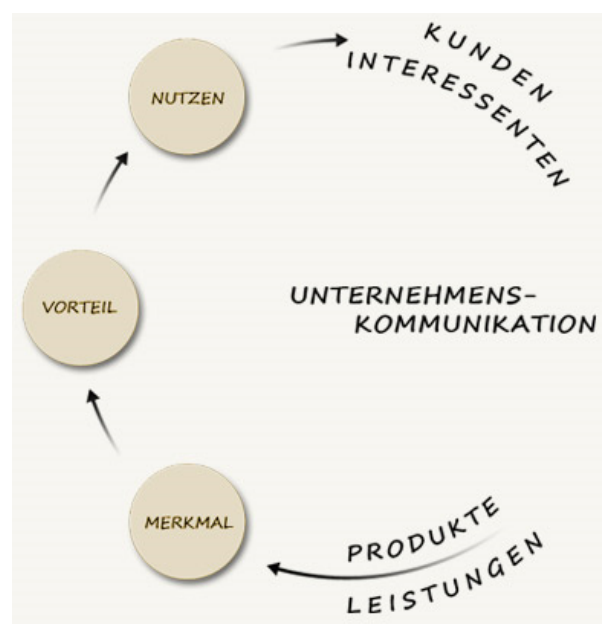 KUNDEN
INTERESSENTEN
NUTZEN
VORTEIL
UNTERNEHMENS-
KOMMUNIKATION
MERKMAL
PRODUKTE
LEISTUNGEN